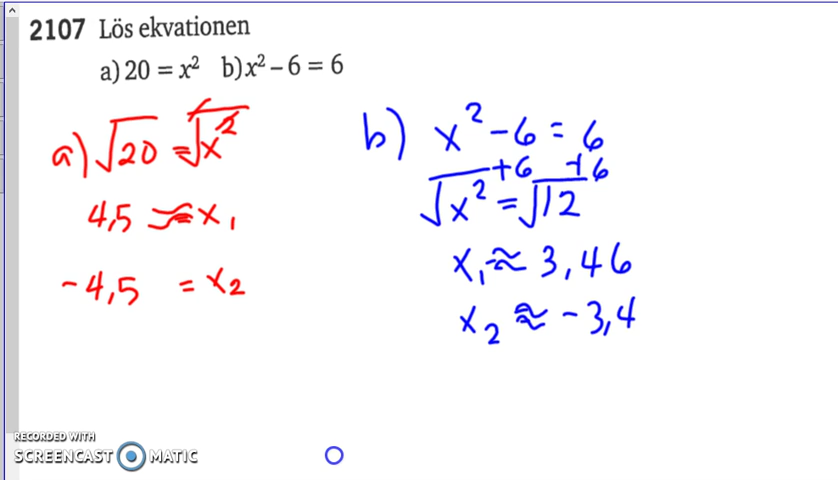 2107 Lös ekvationen
a) 20 = x² b) x² – 6 = 6
a) √20 = √x²
4,5 ≈ x₁
-4,5 = x₂
b) x² - 6 = 6
+6 +6
√x² = √12
x₁ ≈ 3,46
x₂ ≈ -3,4
RECORDED WITH
SCREENCAST MATIC